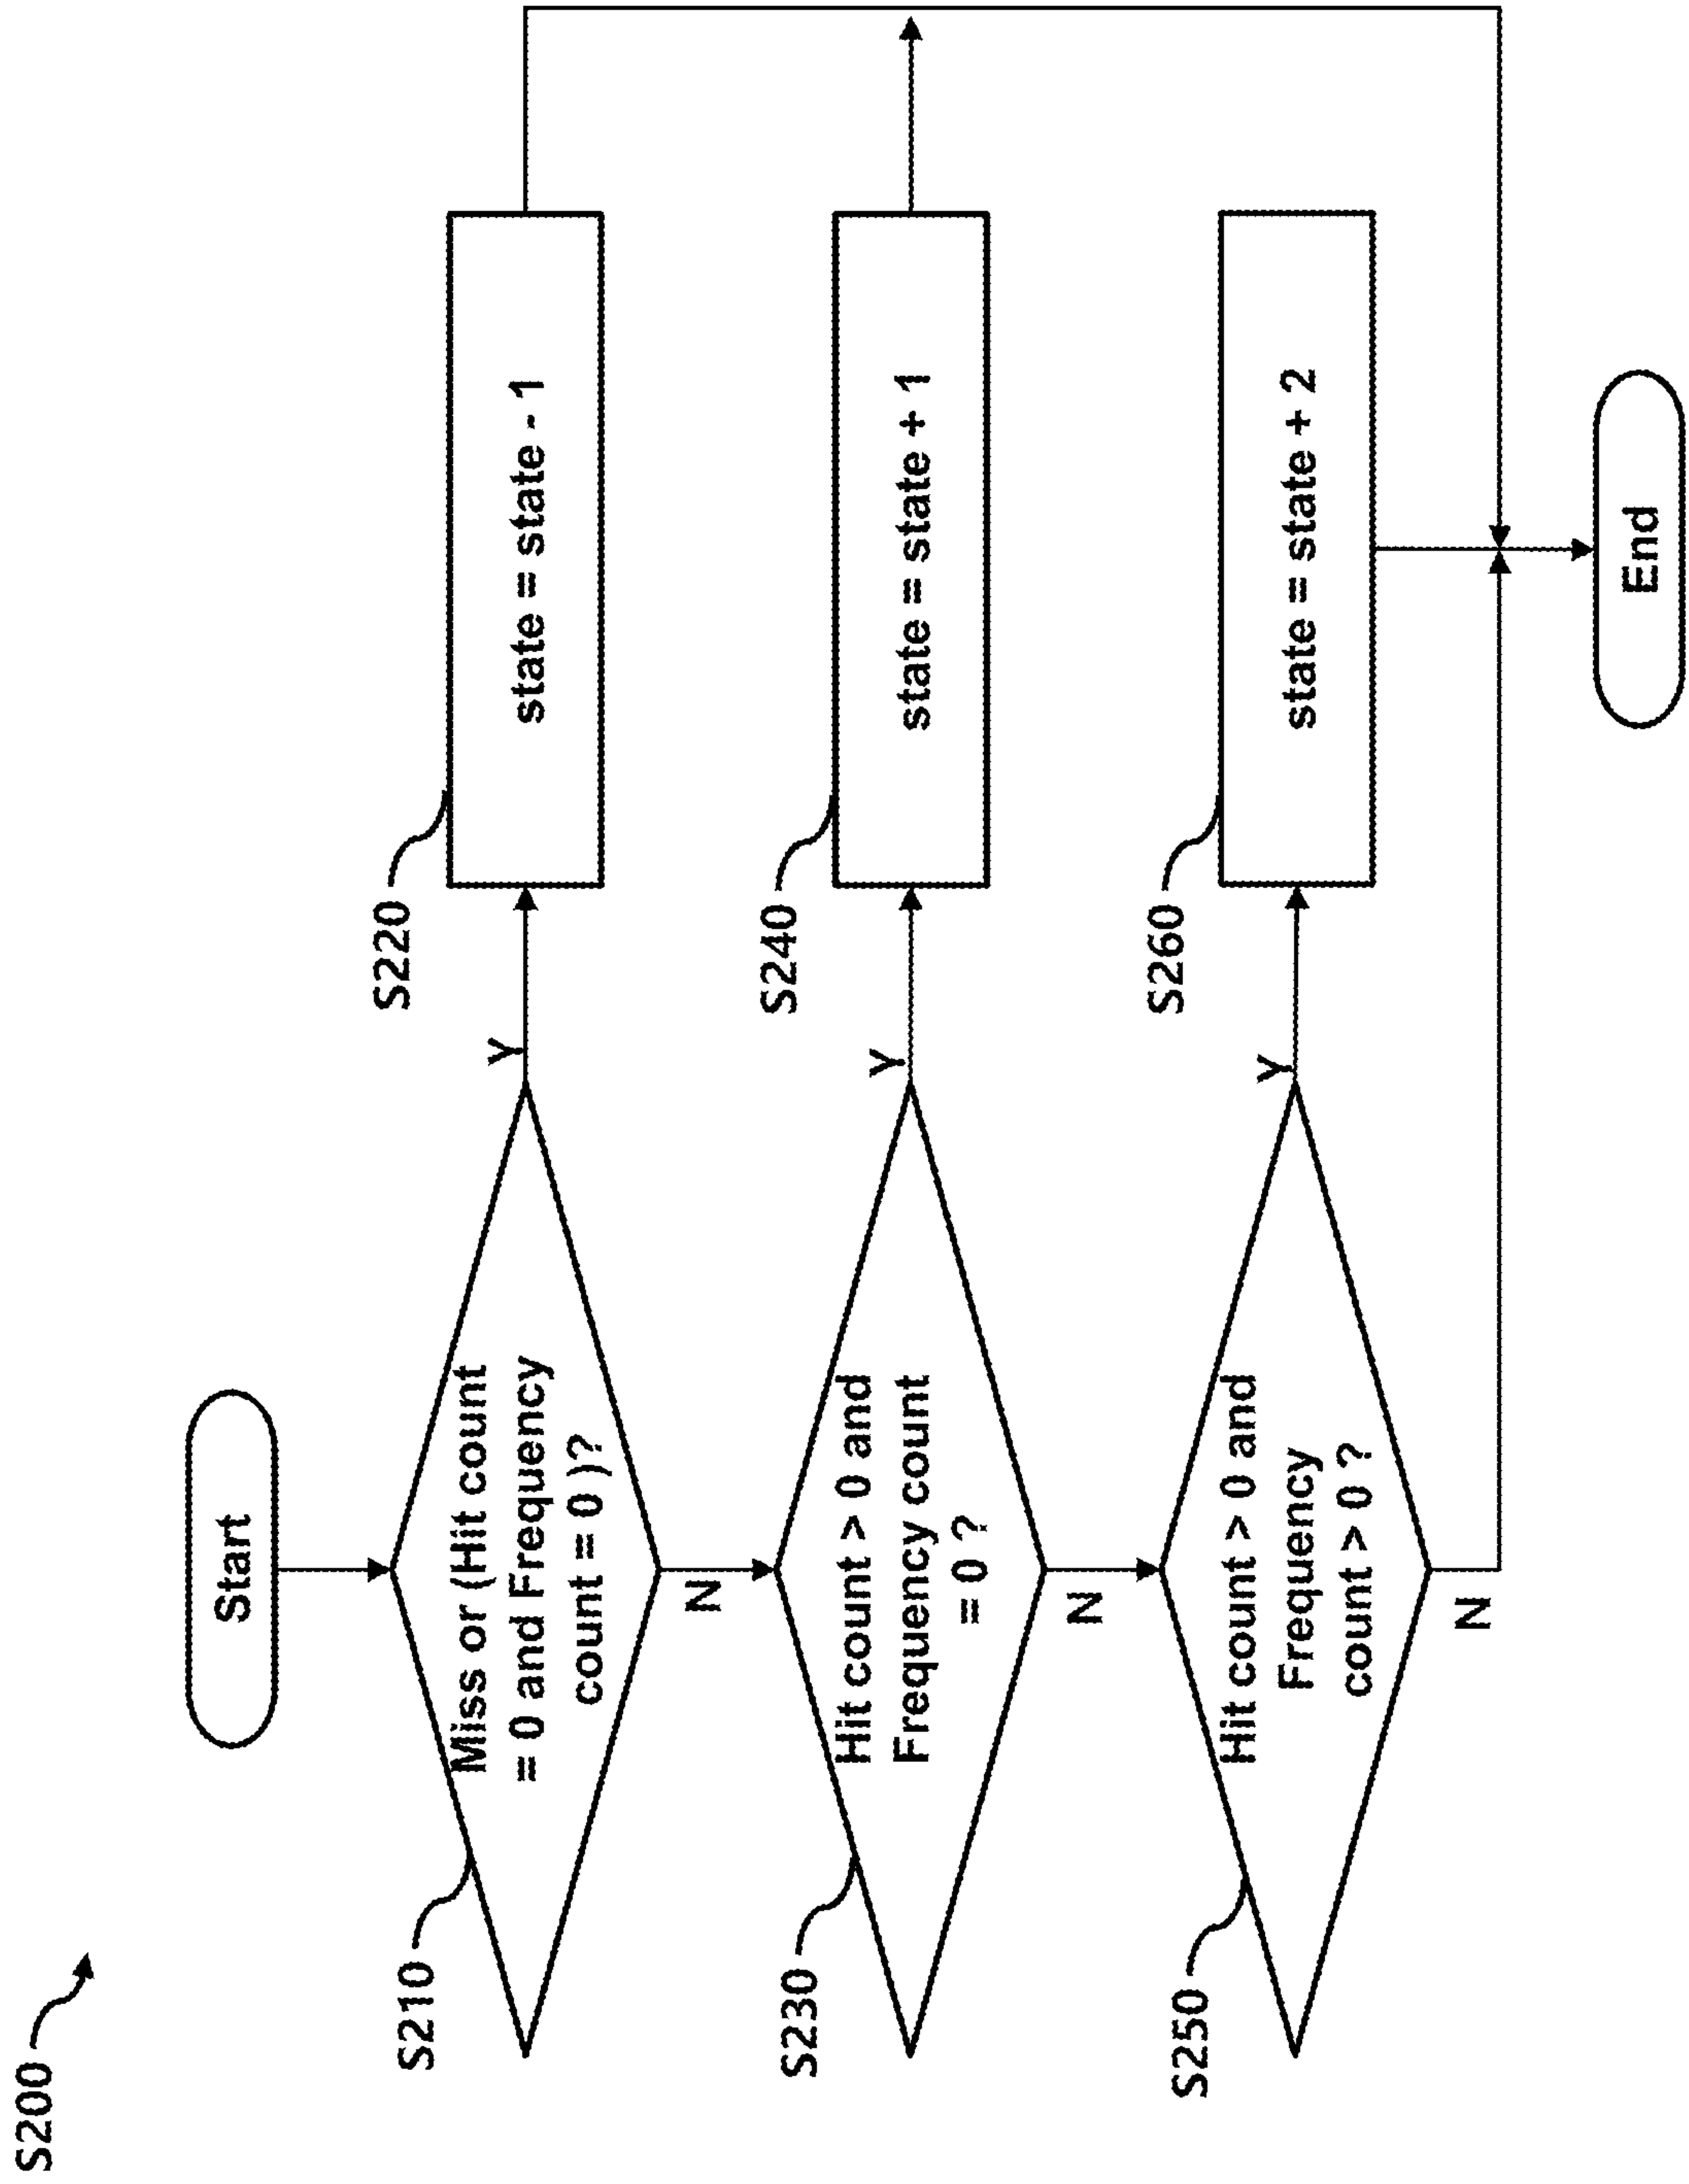 S200
Start
S210
Miss or (Hit count
= 0 and Frequency
count = 0 )?
Y
S220
state = state - 1
N
S230
Hit count > 0 and
Frequency count
= 0 ?
Y
S240
state = state + 1
N
S250
Hit count > 0 and
Frequency
count > 0 ?
Y
S260
state = state + 2
N
End